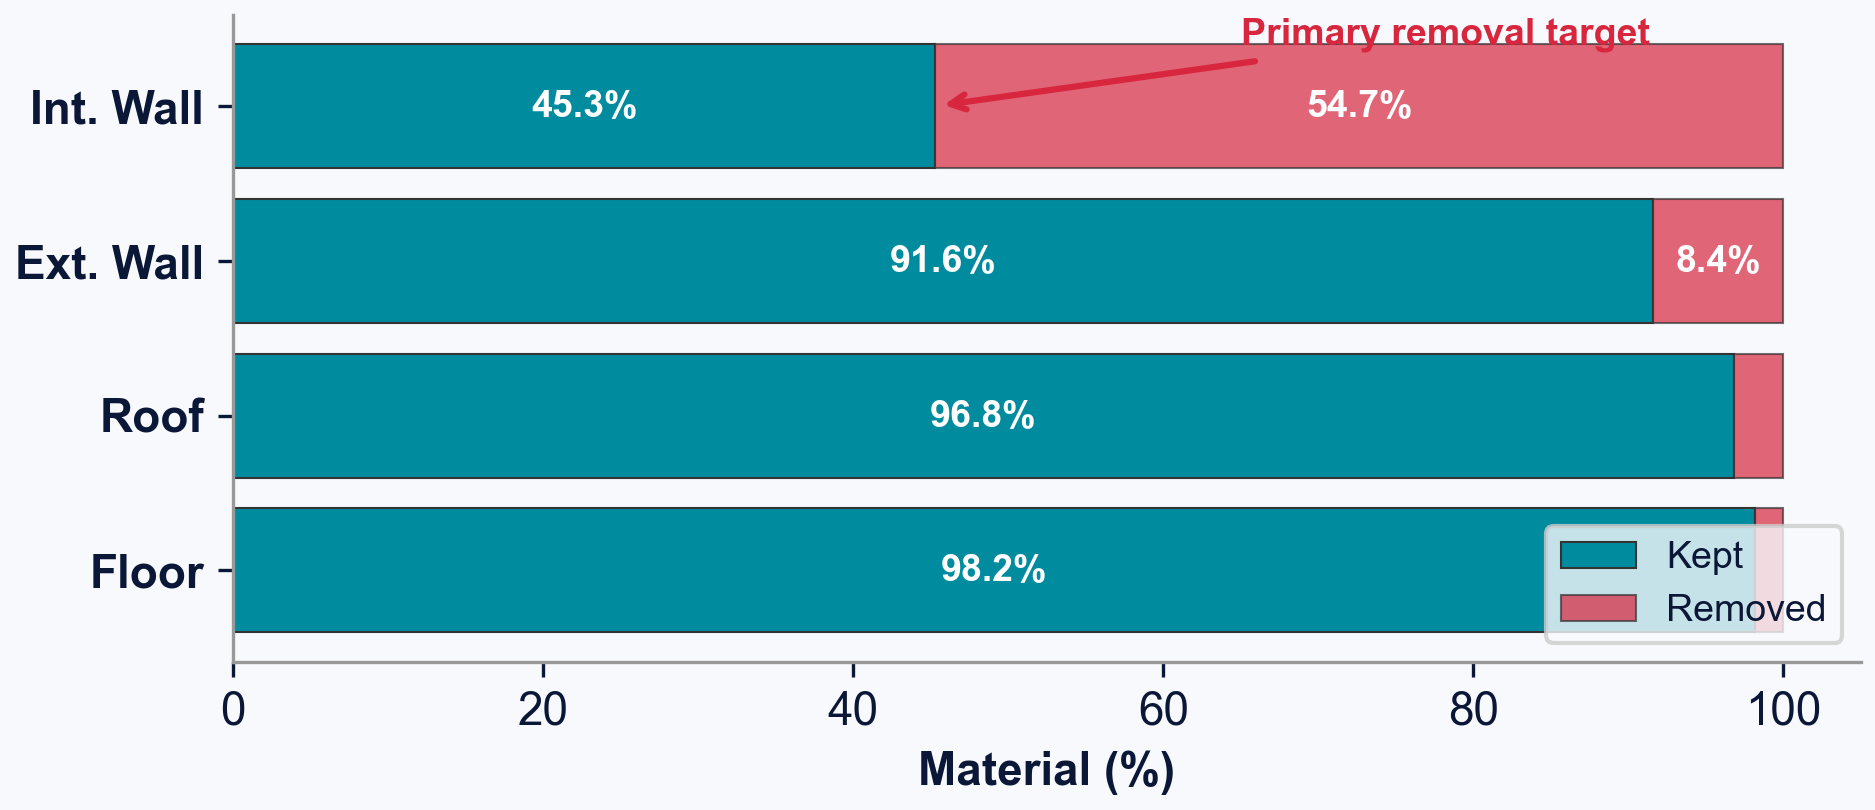 Primary removal target
Int. Wall
45.3%
54.7%
Ext. Wall
91.6%
8.4%
Roof
96.8%
Floor
98.2%
Kept
Removed
0 20 40 60 80 100
Material (%)